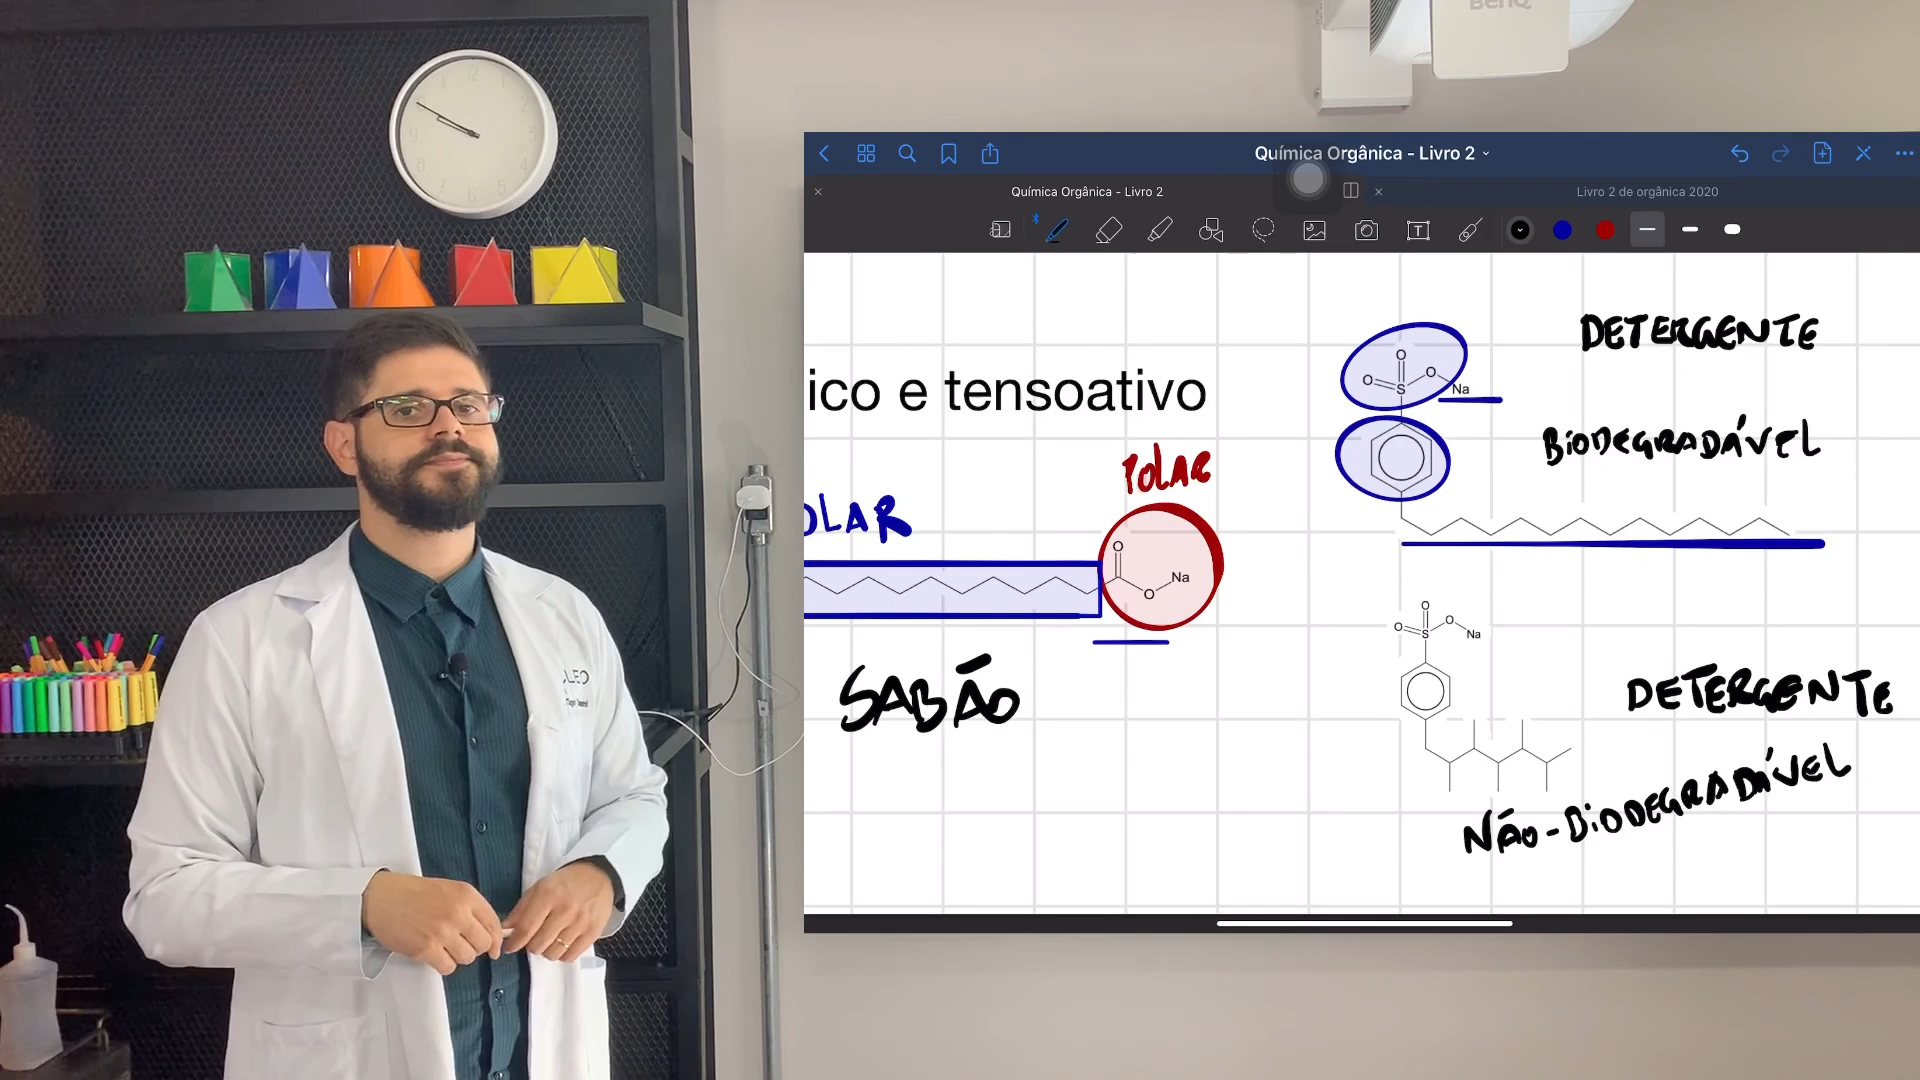 BenQ
Química Orgânica - Livro 2
Química Orgânica - Livro 2
Livro 2 de orgânica 2020
T
DETERGENTE
O
O S O Na
ico e tensoativo
BIODEGRADÁVEL
POLAR
OLAR
O
O Na
O
O S O Na
SABÃO
DETERGENTE
NÃO-BIODEGRADÁVEL
LEO